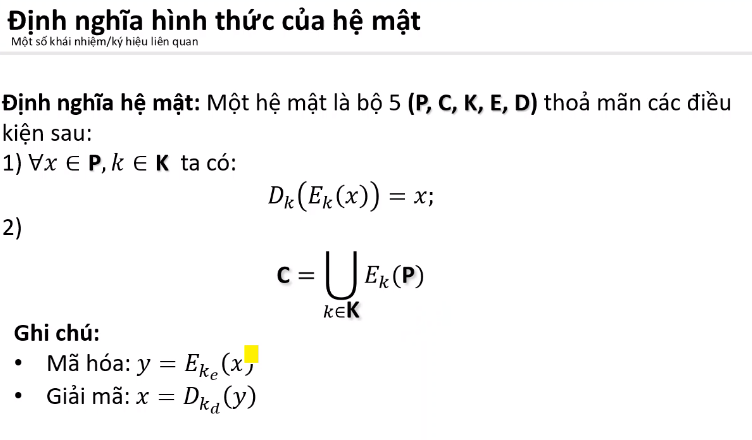 Định nghĩa hình thức của hệ mật
Một số khái niệm/ký hiệu liên quan
Định nghĩa hệ mật: Một hệ mật là bộ 5 (P, C, K, E, D) thoả mãn các điều
kiện sau:
1) ∀x ∈ P, k ∈ K ta có:
D_k(E_k(x)) = x;
2)
C = ⋃_{k∈K} E_k(P)
Ghi chú:
• Mã hóa: y = E_{k_e}(x)
• Giải mã: x = D_{k_d}(y)